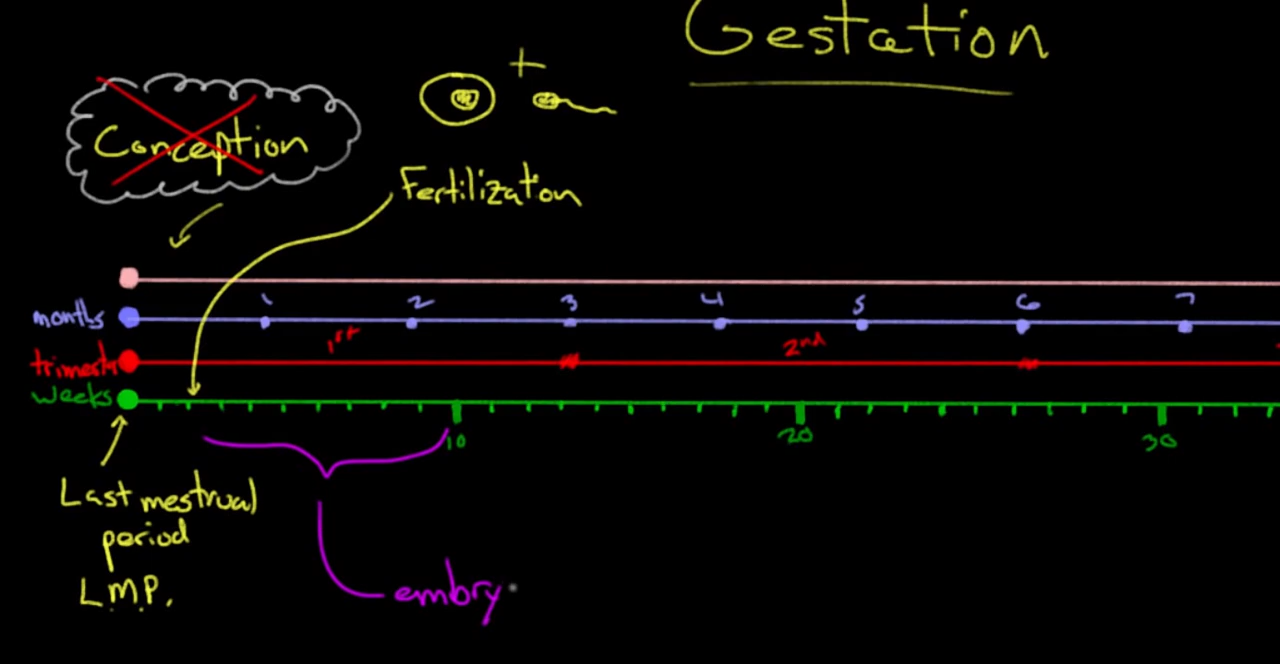 Gestation
+
Conception
Fertilization
months 1 2 3 4 5 6 7
1st 2nd
trimests
weeks
10 20 30
Last mestrual
period
L.M.P.
embry